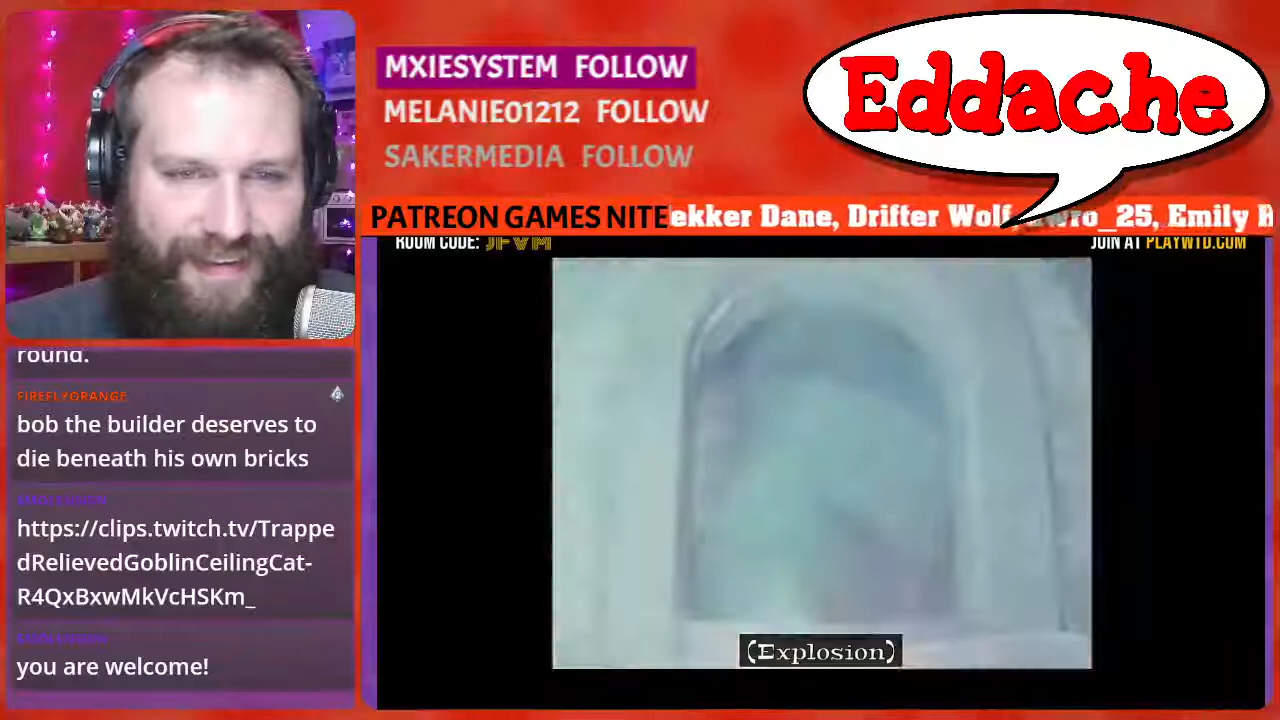 MXIESYSTEM FOLLOW
MELANIE01212 FOLLOW
SAKERMEDIA FOLLOW
Eddache
PATREON GAMES NITE
ekker Dane, Drifter Wolf, 25, Emily
ROOM CODE: JFVM
JOIN AT PLAYWTD.COM
round.
FIREFLYORANGE
bob the builder deserves to
die beneath his own bricks
https://clips.twitch.tv/Trappe
dRelievedGoblinCeilingCat-
R4QxBxwMkVcHSKm_
you are welcome!
(Explosion)